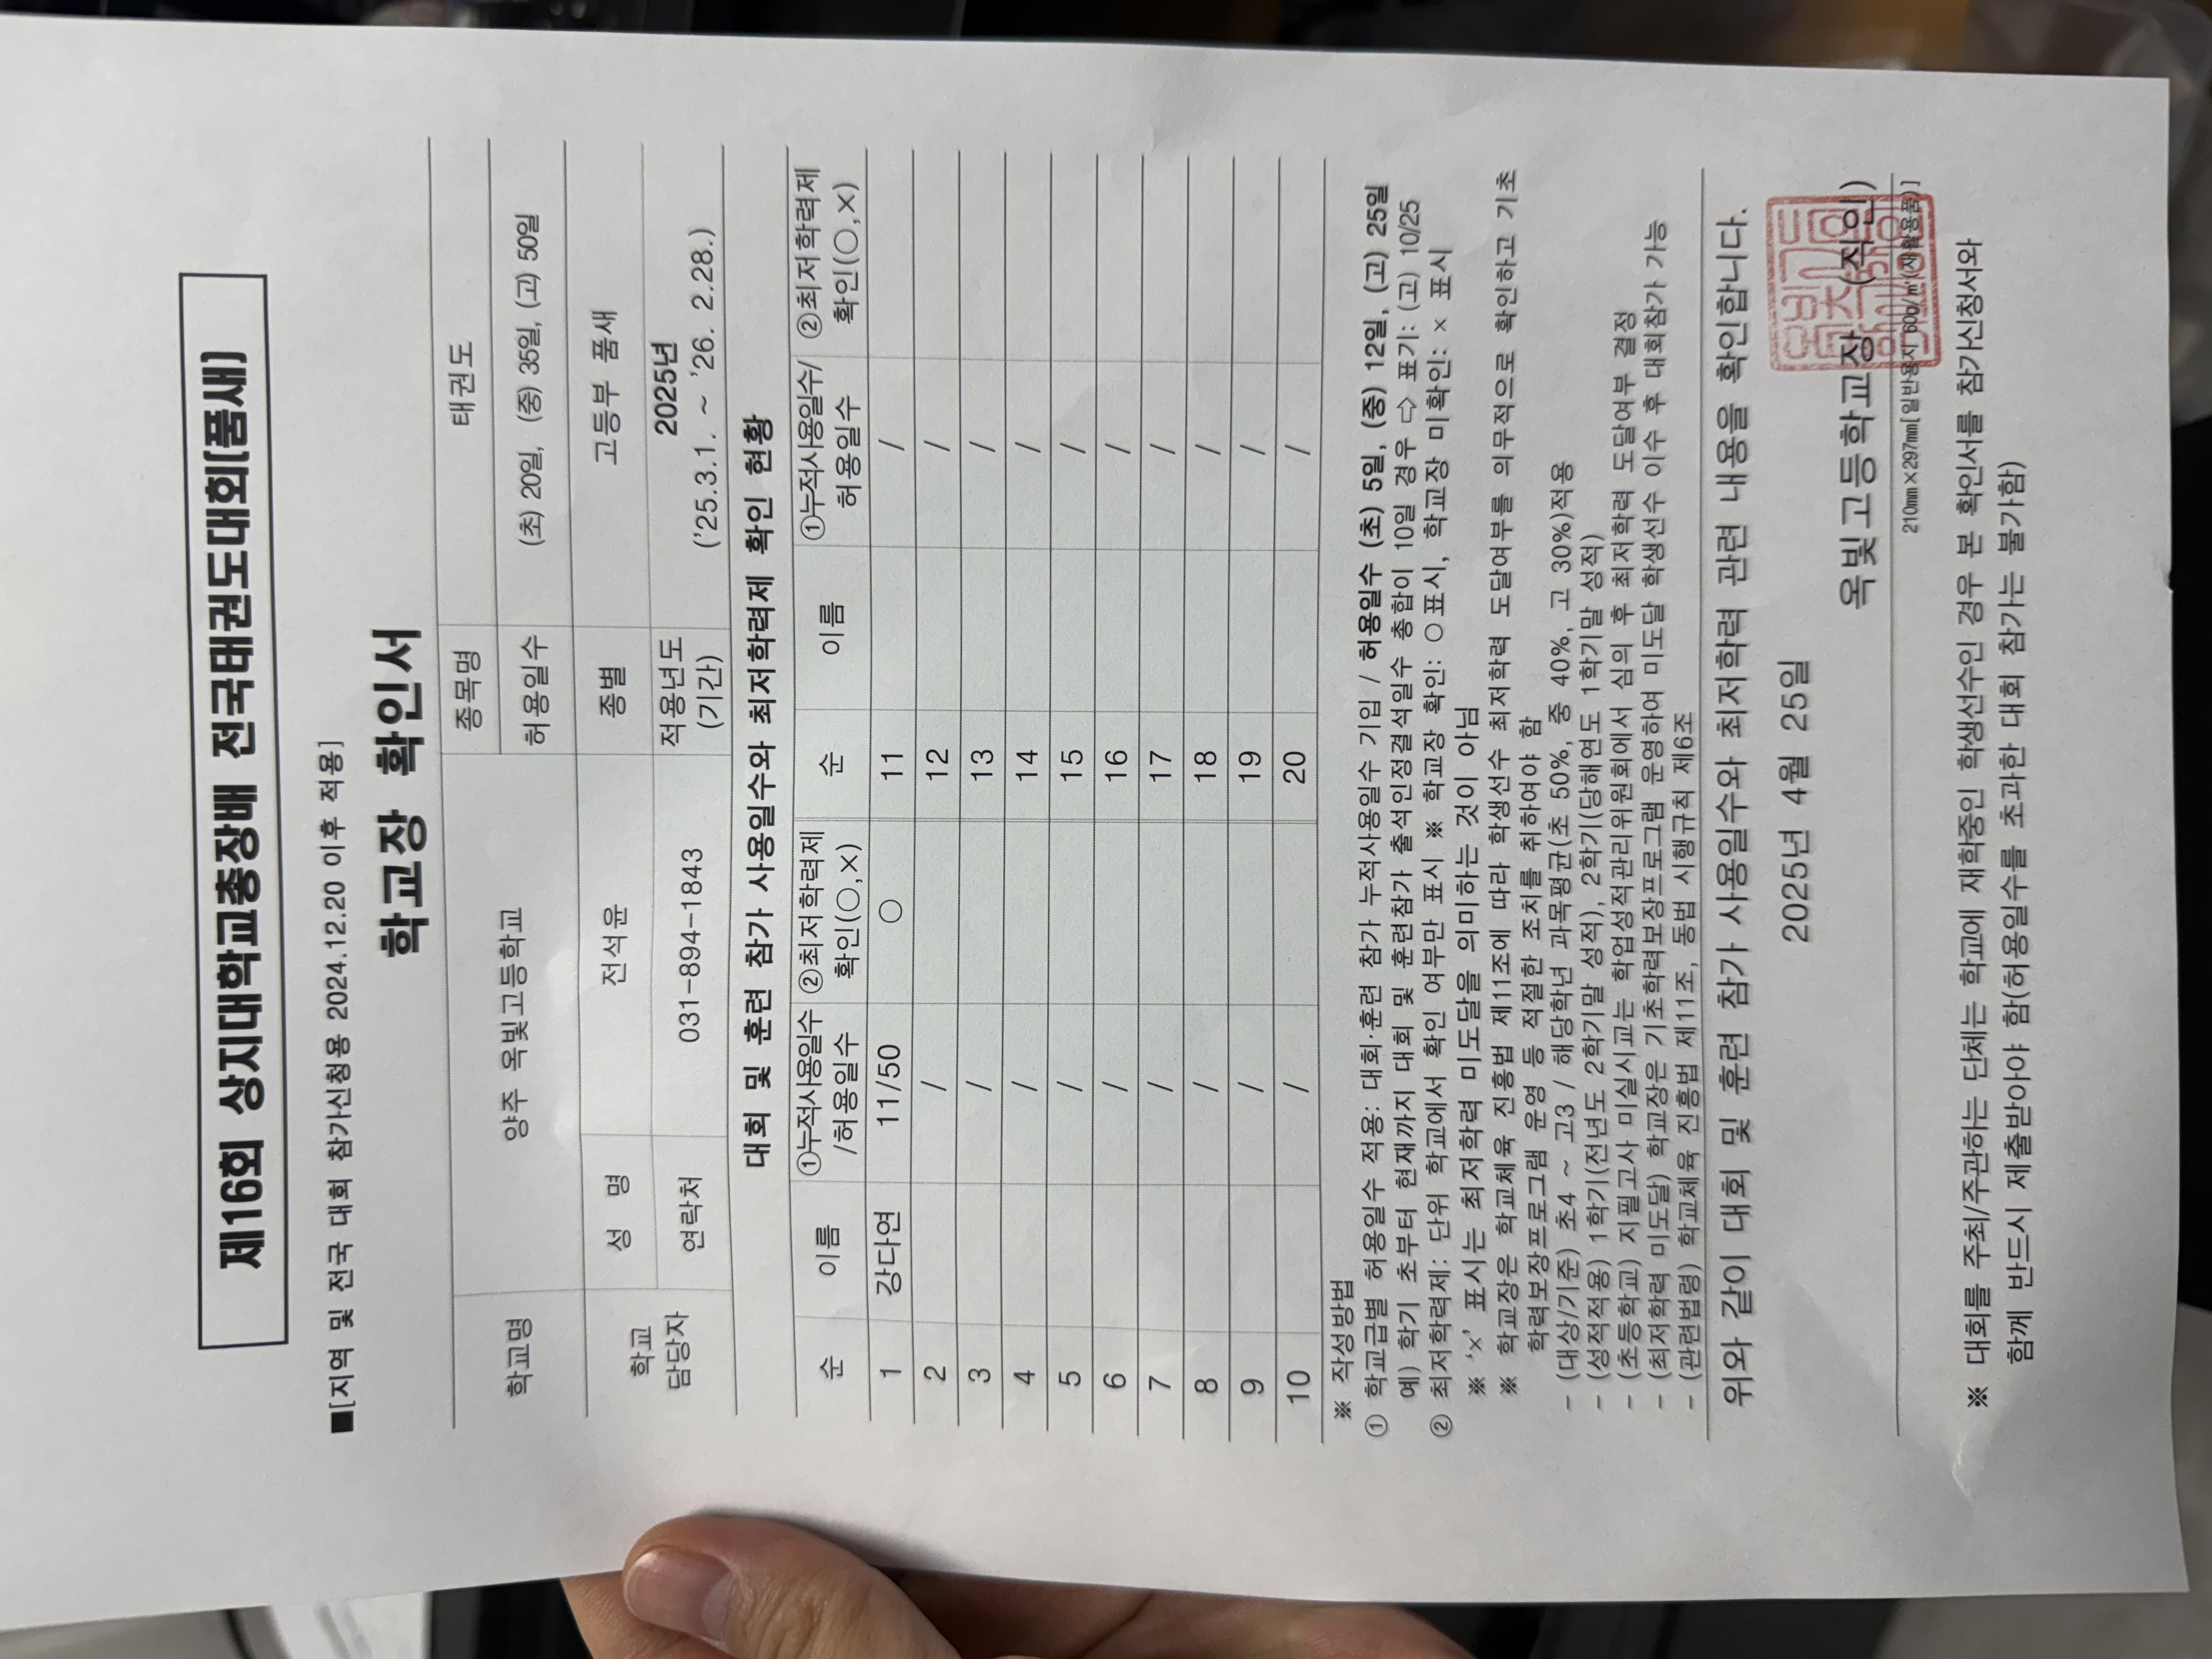 제16회 상지대학교총장배 전국태권도대회(품새)
■[지역 및 전국 대회 참가신청용 2024.12.20 이후 적용]
학교장 확인서
학교명 양주 옥빛고등학교 종목명 태권도
허용일수 (초) 20일, (중) 35일, (고) 50일
학교 담당자 성 명 전석윤 종별 고등부 품새
연락처 031-894-1843 적용년도 (기간) 2025년 ('25.3.1. ~ '26. 2.28.)
대회 및 훈련 참가 사용일수와 최저학력제 확인 현황
순 이름 ①누적사용일수 /허용일수 ②최저학력제 확인(○,×) 순 이름 ①누적사용일수/ 허용일수 ②최저학력제 확인(○,×)
1 강다연 11/50 ○ 11 /
2 / 12 /
3 / 13 /
4 / 14 /
5 / 15 /
6 / 16 /
7 / 17 /
8 / 18 /
9 / 19 /
10 / 20 /
※ 작성방법
① 학교급별 허용일수 적용: 대회·훈련 참가 누적사용일수 기입 / 허용일수 (초) 5일, (중) 12일, (고) 25일
예) 학기 초부터 현재까지 대회 및 훈련참가 출석인정결석일수 총합이 10일 경우 ⇨ 표기: (고) 10/25
② 최저학력제: 단위 학교에서 확인 여부만 표시 ※ 학교장 확인: ○표시, 학교장 미확인: × 표시
※ '×' 표시는 최저학력 미도달을 의미하는 것이 아님
※ 학교장은 학교체육 진흥법 제11조에 따라 학생선수 최저학력 도달여부를 의무적으로 확인하고 기초
학력보장프로그램 운영 등 적절한 조치를 취하여야 함
- (대상/기준) 초4 ~ 고3 / 해당학년 과목평균(초 50%, 중 40%, 고 30%)적용
- (성적적용) 1학기(전년도 2학기말 성적), 2학기(당해연도 1학기말 성적)
- (초등학교) 지필고사 미실시교는 학업성적관리위원회에서 심의 후 최저학력 도달여부 결정
- (최저학력 미도달) 학교장은 기초학력보장프로그램 운영하여 미도달 학생선수 이수 후 대회참가 가능
- (관련법령) 학교체육 진흥법 제11조, 동법 시행규칙 제6조
위와 같이 대회 및 훈련 참가 사용일수와 최저학력 관련 내용을 확인합니다.
2025년 4월 25일
옥빛고등학교장 (직인)
210mm×297mm[일반용지 60g/㎡(재활용품)]
※ 대회를 주최/주관하는 단체는 학교에 재학중인 학생선수인 경우 본 확인서를 참가신청서와
함께 반드시 제출받아야 함(허용일수를 초과한 대회 참가는 불가함)